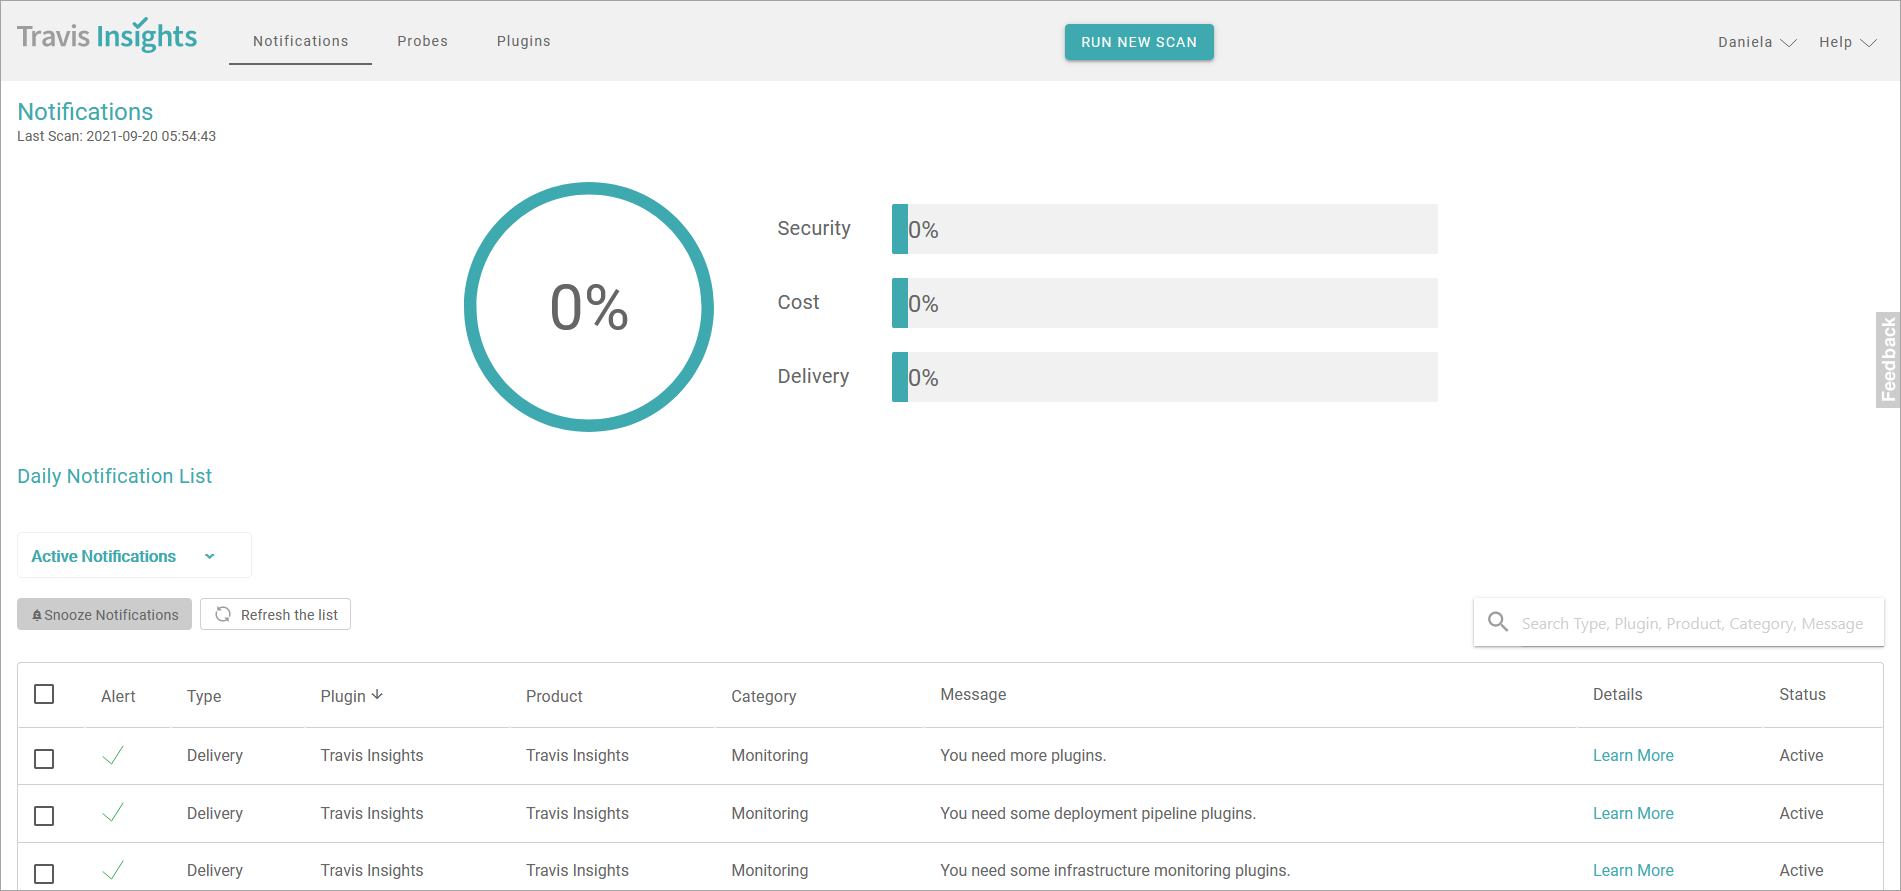 Travis Insights Notifications Probes Plugins RUN NEW SCAN Daniela Help
Notifications
Last Scan: 2021-09-20 05:54:43
0%
Security 0%
Cost 0%
Delivery 0%
Feedback
Daily Notification List
Active Notifications
Snooze Notifications Refresh the list Search Type, Plugin, Product, Category, Message
Alert Type Plugin Product Category Message Details Status
Delivery Travis Insights Travis Insights Monitoring You need more plugins. Learn More Active
Delivery Travis Insights Travis Insights Monitoring You need some deployment pipeline plugins. Learn More Active
Delivery Travis Insights Travis Insights Monitoring You need some infrastructure monitoring plugins. Learn More Active